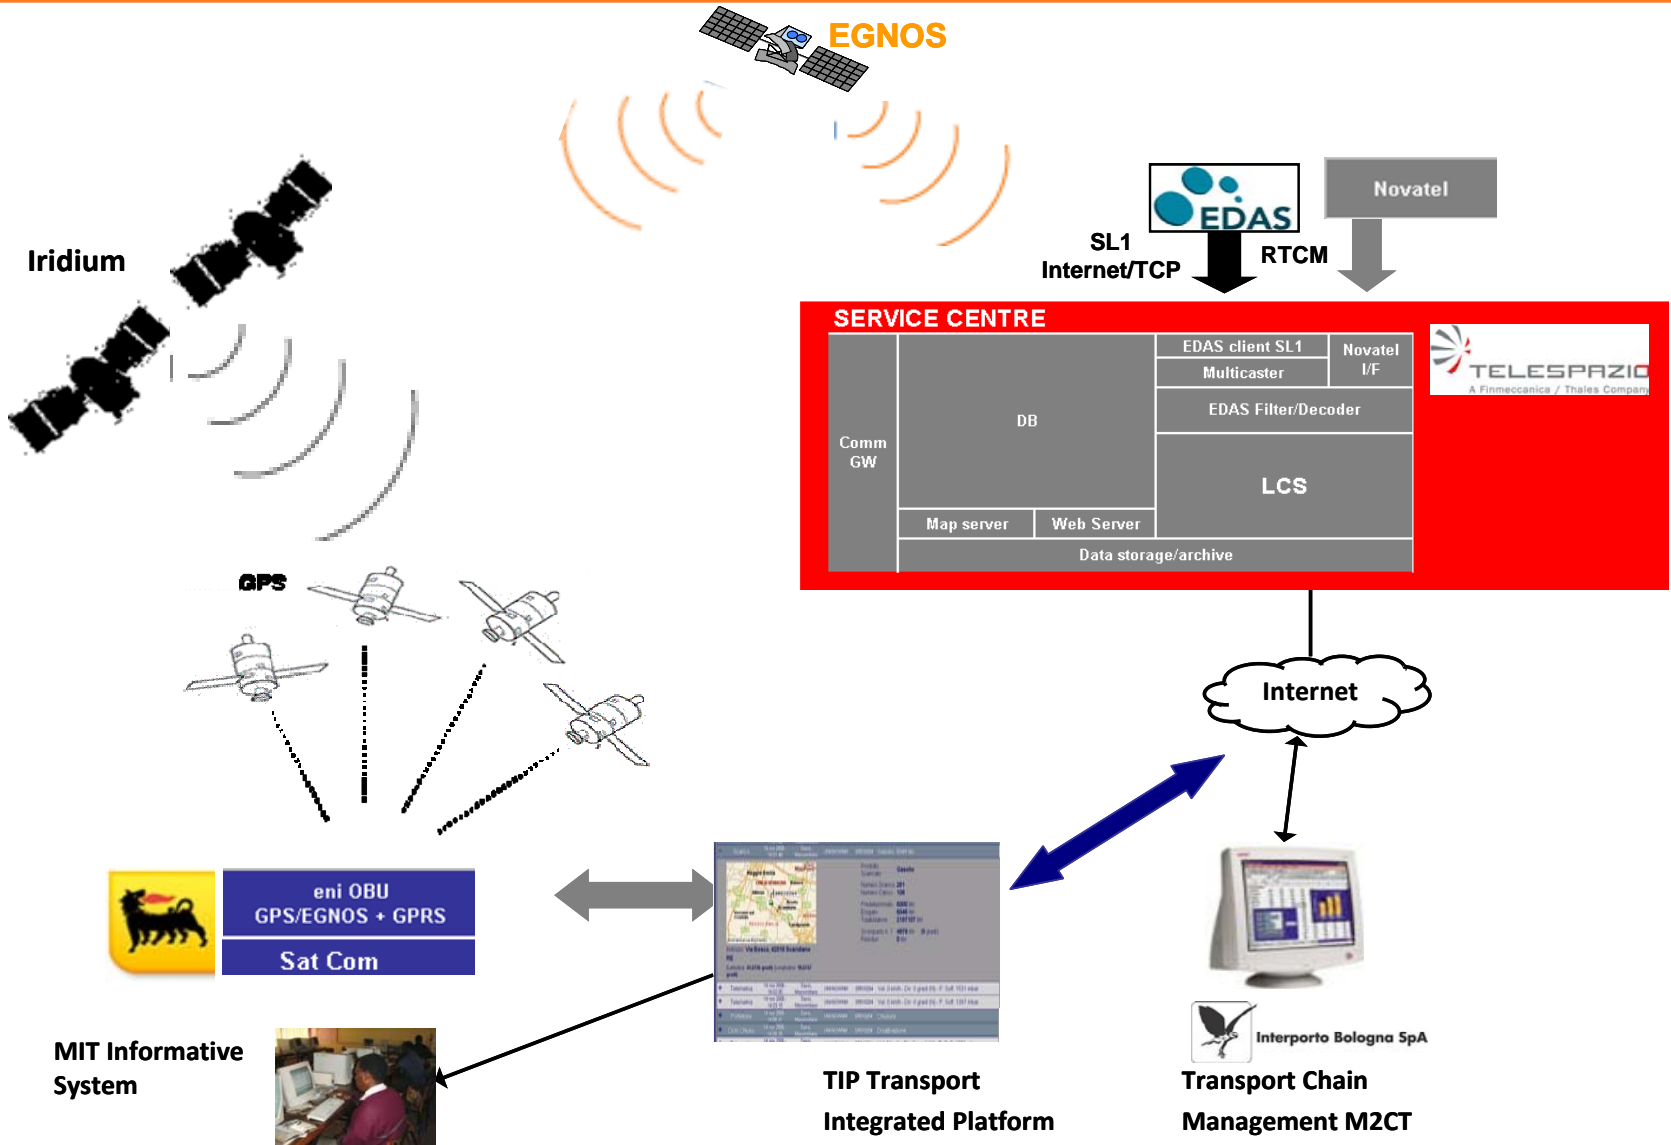 EGNOS
Iridium
EDAS
Novatel
SL1
Internet/TCP
RTCM
SERVICE CENTRE
EDAS client SL1
Novatel
I/F
Multicaster
EDAS Filter/Decoder
DB
Comm
GW
LCS
Map server
Web Server
Data storage/archive
TELESPAZIO
A Finmeccanica / Thales Company
GPS
Internet
eni OBU
GPS/EGNOS + GPRS
Sat Com
MIT Informative
System
TIP Transport
Integrated Platform
Interporto Bologna SpA
Transport Chain
Management M2CT